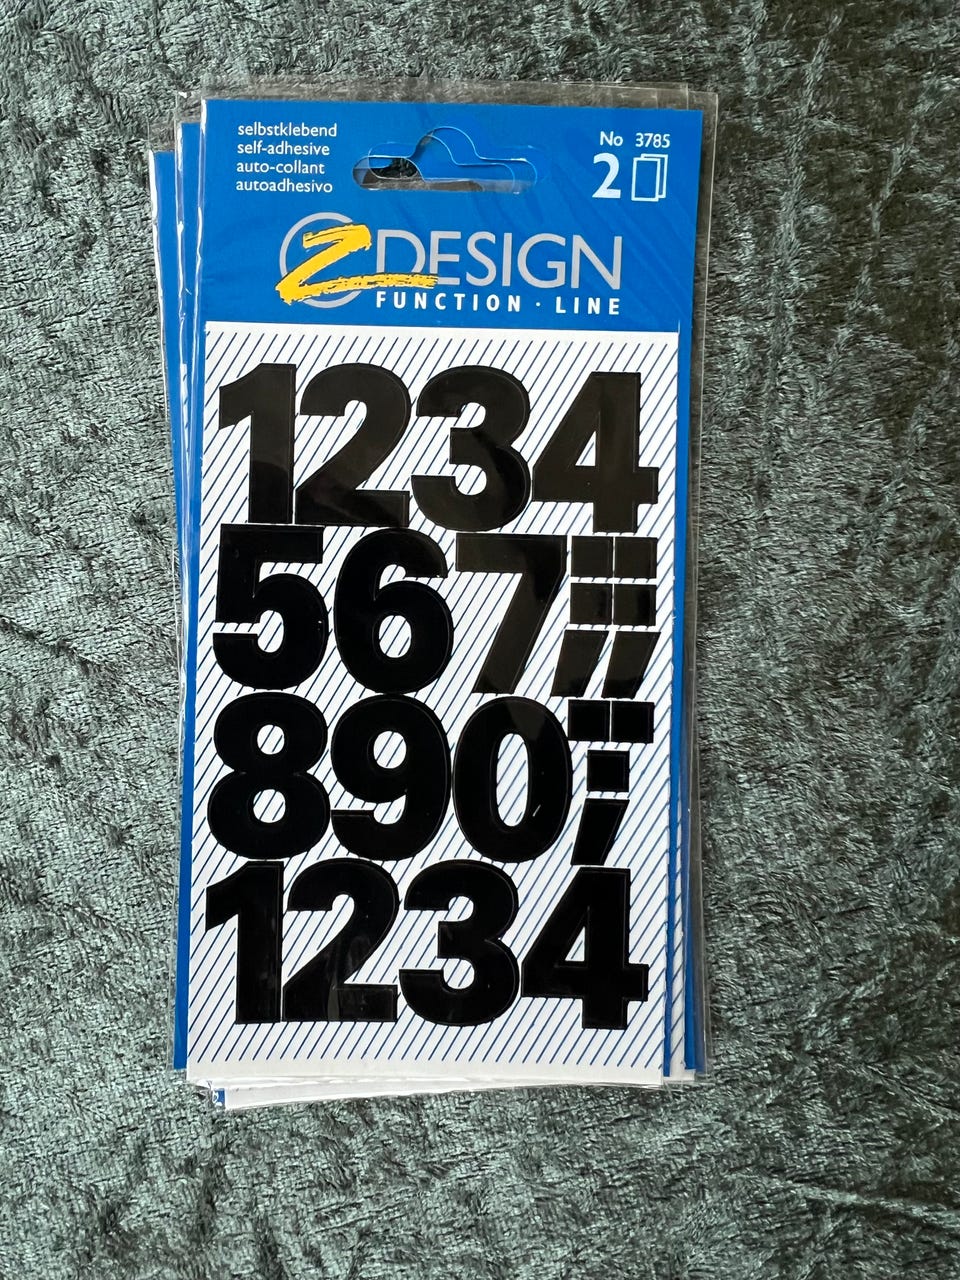 selbstklebend
self-adhesive
auto-collant
autoadhesivo
No 3785
2
Z DESIGN
FUNCTION · LINE
1234
567
890
1234